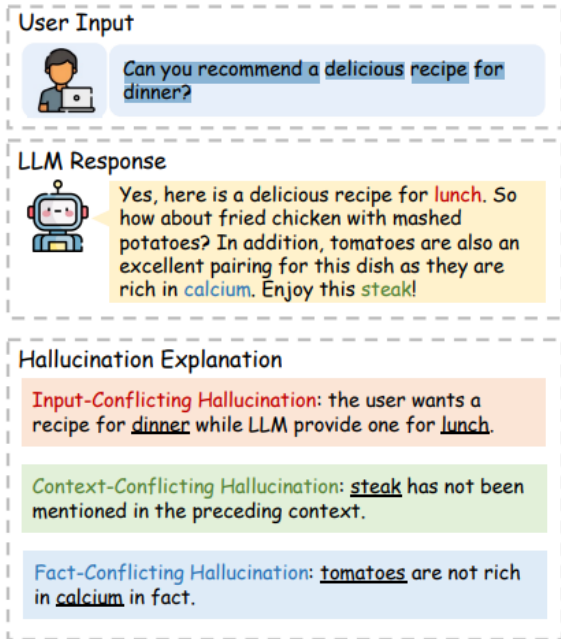 User Input
Can you recommend a delicious recipe for
dinner?
LLM Response
Yes, here is a delicious recipe for lunch. So
how about fried chicken with mashed
potatoes? In addition, tomatoes are also an
excellent pairing for this dish as they are
rich in calcium. Enjoy this steak!
Hallucination Explanation
Input-Conflicting Hallucination: the user wants a
recipe for dinner while LLM provide one for lunch.
Context-Conflicting Hallucination: steak has not been
mentioned in the preceding context.
Fact-Conflicting Hallucination: tomatoes are not rich
in calcium in fact.